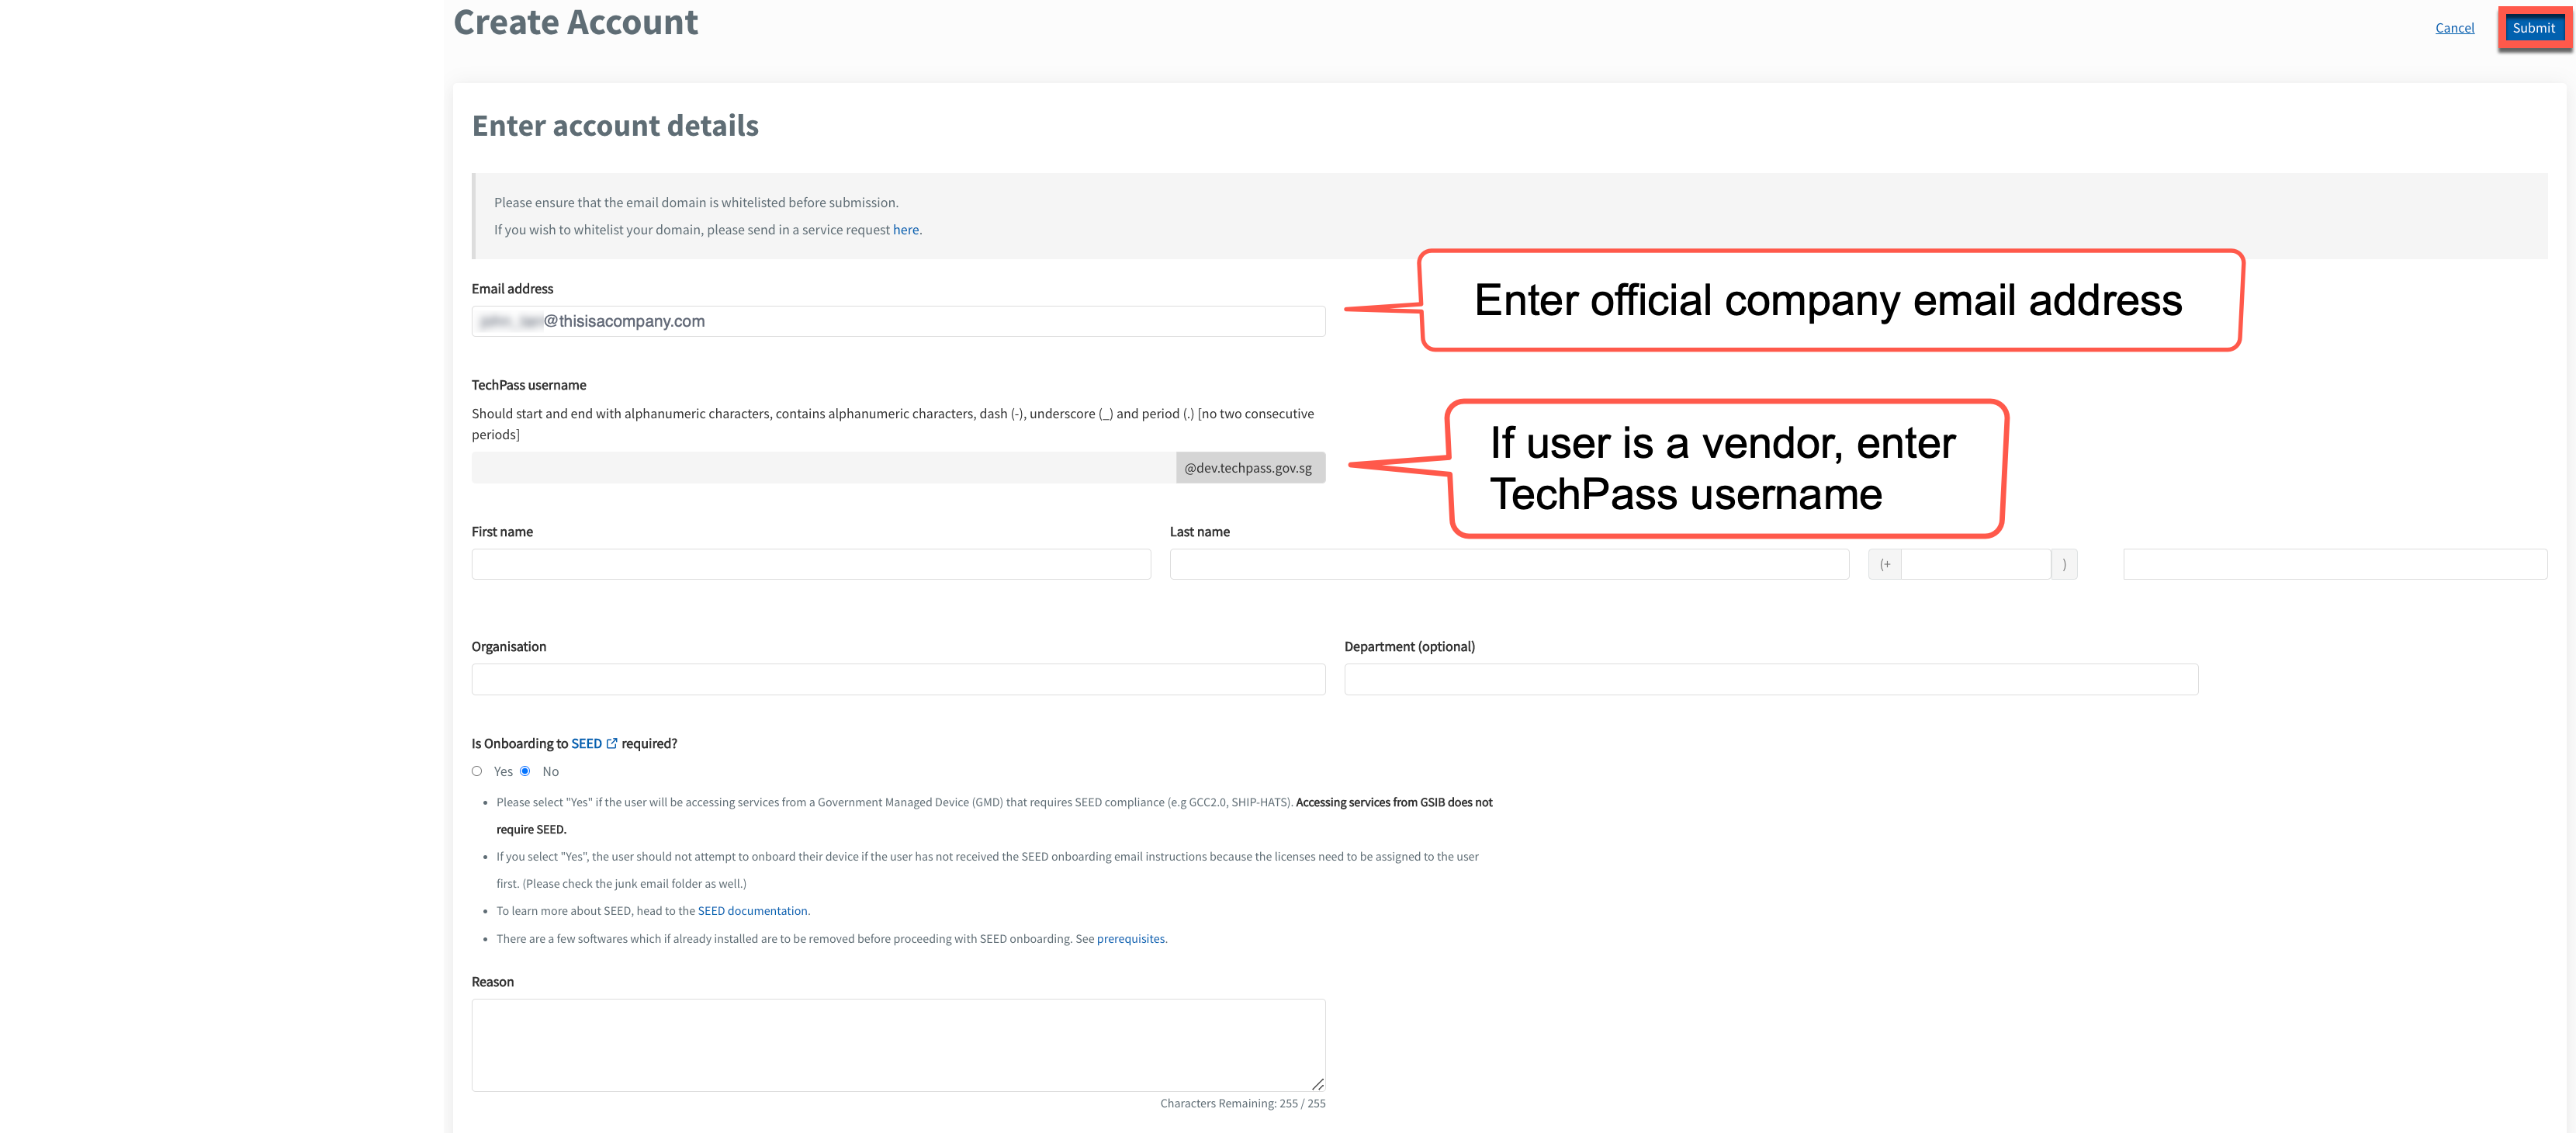 Create Account
Cancel
Submit
Enter account details
Please ensure that the email domain is whitelisted before submission.
If you wish to whitelist your domain, please send in a service request here.
Email address
@thisisacompany.com
Enter official company email address
TechPass username
Should start and end with alphanumeric characters, contains alphanumeric characters, dash (-), underscore (_) and period (.) [no two consecutive
periods]
@dev.techpass.gov.sg
If user is a vendor, enter
TechPass username
First name
Last name
(+
)
Organisation
Department (optional)
Is Onboarding to SEED required?
Yes No
• Please select "Yes" if the user will be accessing services from a Government Managed Device (GMD) that requires SEED compliance (e.g GCC2.0, SHIP-HATS). Accessing services from GSIB does not
require SEED.
• If you select "Yes", the user should not attempt to onboard their device if the user has not received the SEED onboarding email instructions because the licenses need to be assigned to the user
first. (Please check the junk email folder as well.)
• To learn more about SEED, head to the SEED documentation.
• There are a few softwares which if already installed are to be removed before proceeding with SEED onboarding. See prerequisites.
Reason
Characters Remaining: 255 / 255